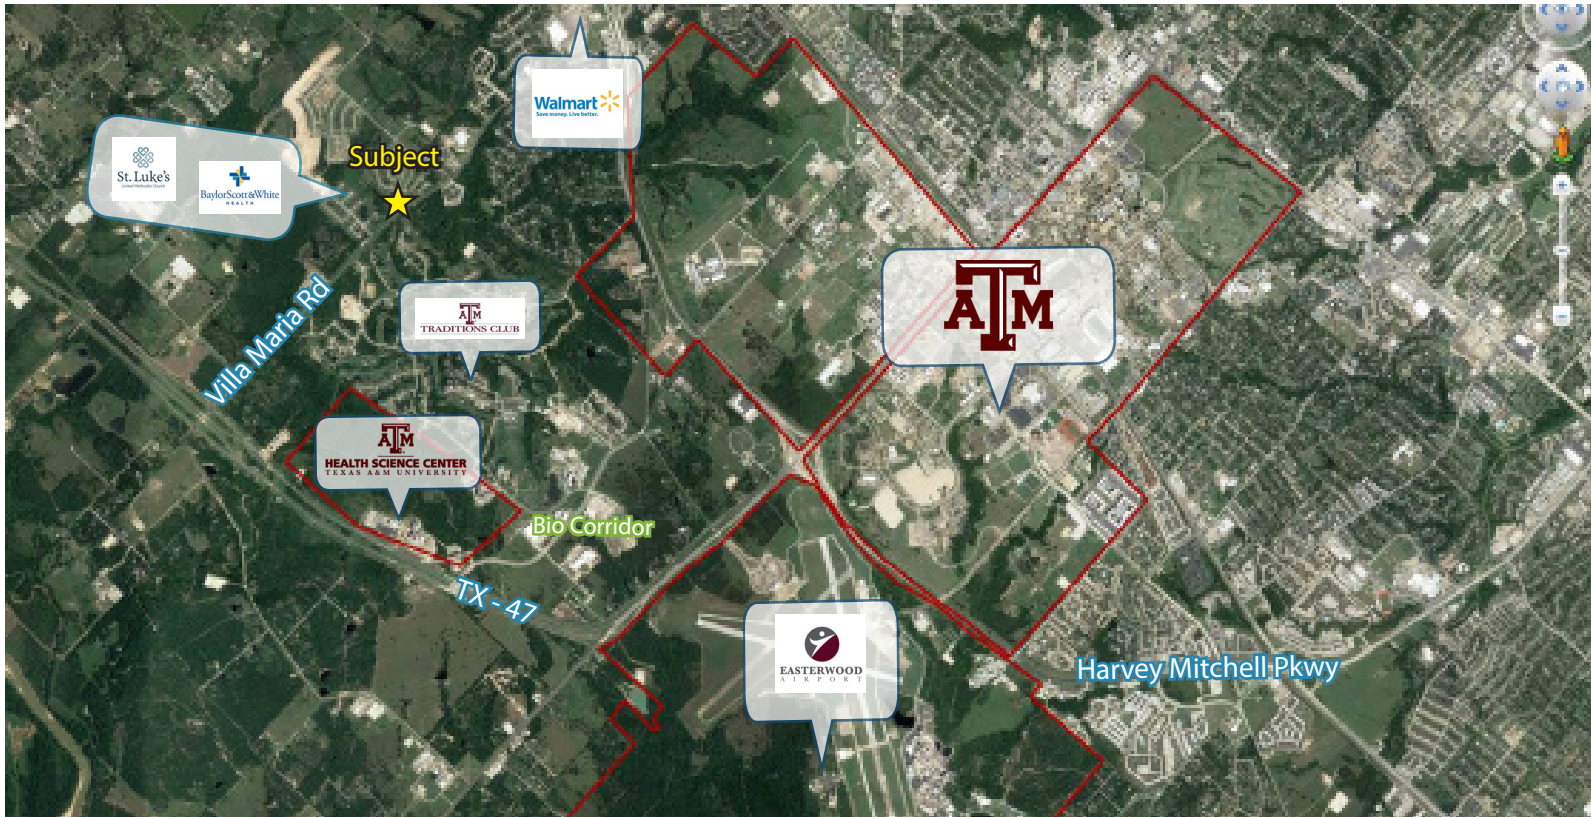 Walmart
Save money. Live better.
St. Luke's
United Methodist Church
BaylorScott&White
HEALTH
Subject
Villa Maria Rd
ATM
TRADITIONS CLUB
ATM
ATM
HEALTH SCIENCE CENTER
TEXAS A&M UNIVERSITY
Bio Corridor
TX - 47
EASTERWOOD
AIRPORT
Harvey Mitchell Pkwy